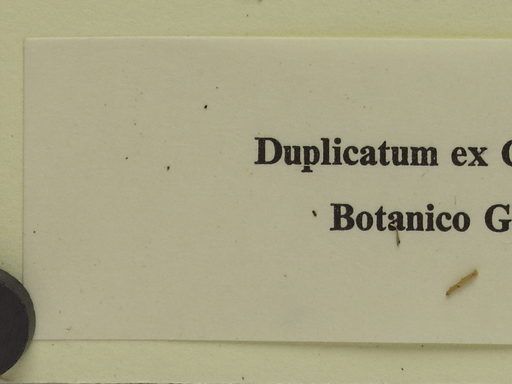 Duplicatum ex
Botanico G